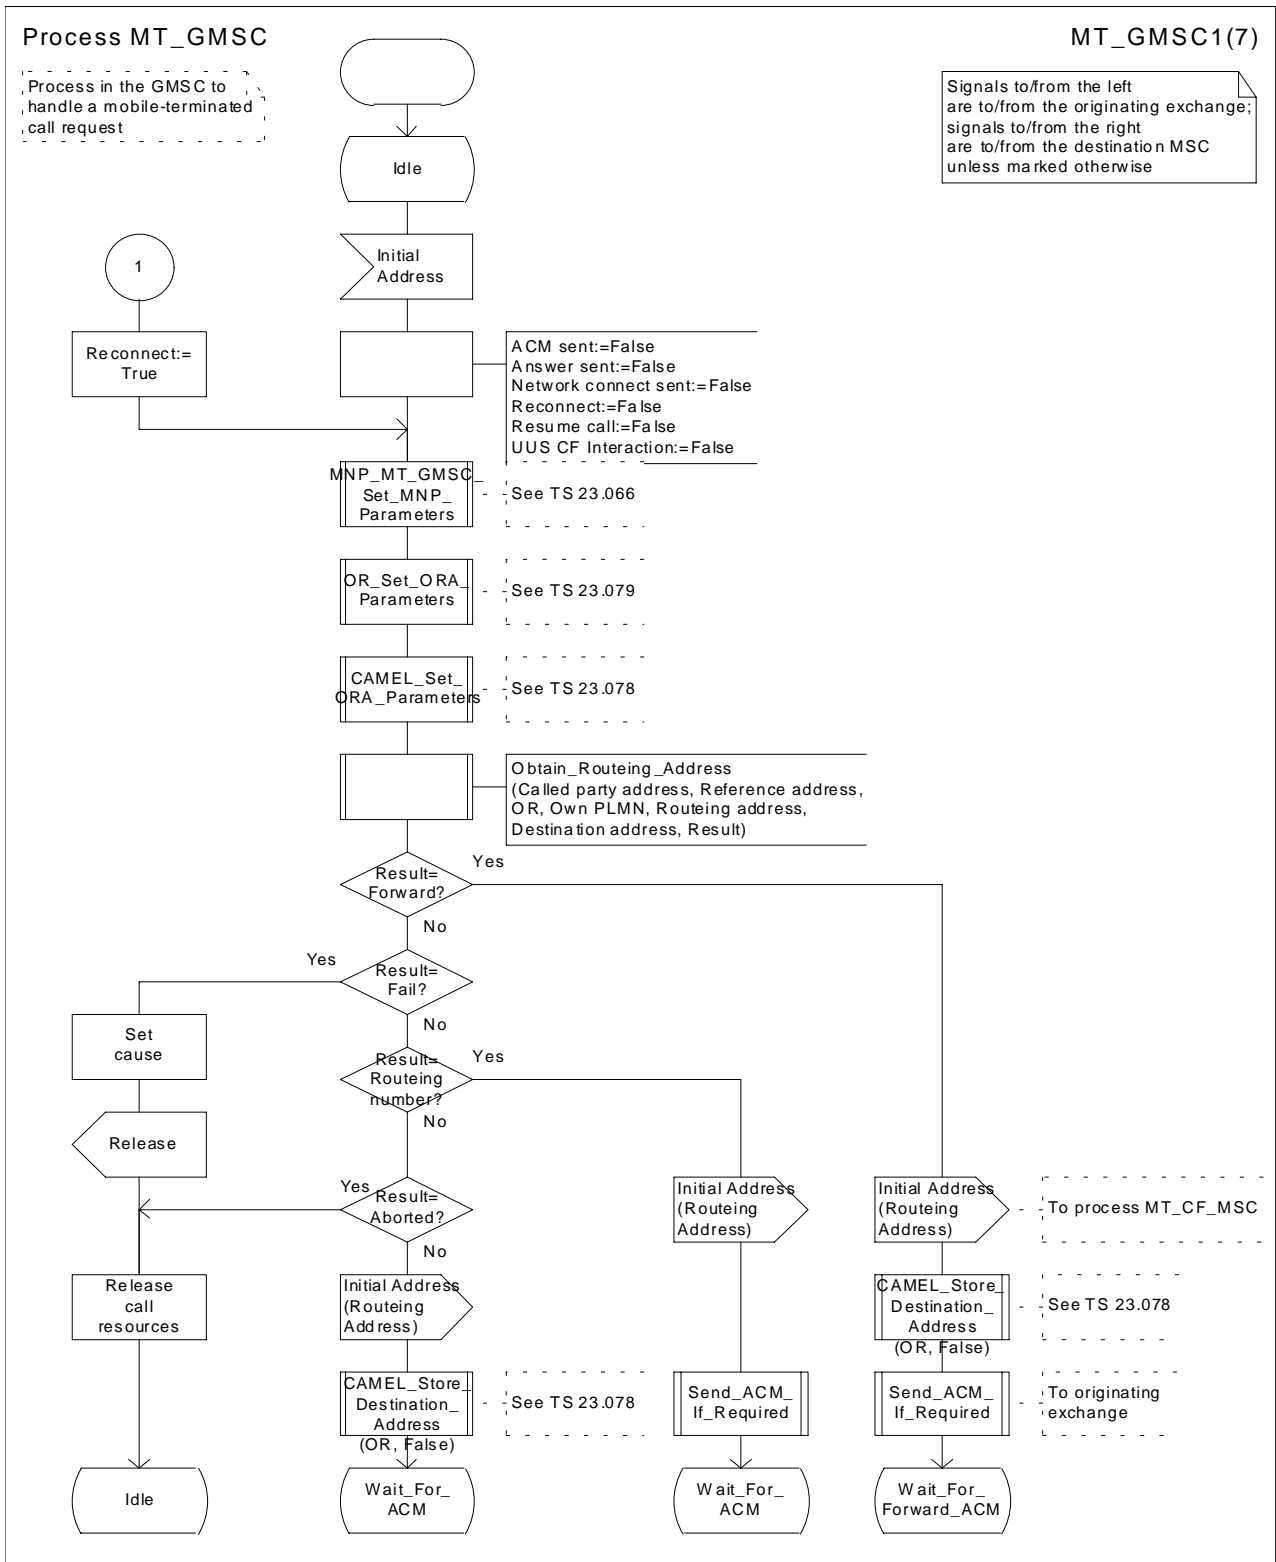 Process MT_GMSC
MT_GMSC1(7)
Process in the GMSC to
handle a mobile-terminated
call request
Signals to/from the left
are to/from the originating exchange;
signals to/from the right
are to/from the destination MSC
unless marked otherwise
Idle
Initial
Address
1
Reconnect:=
True
ACM sent:=False
Answer sent:=False
Network connect sent:=False
Reconnect:=False
Resume call:=False
UUS CF Interaction:=False
MNP_MT_GMSC_
Set_MNP_
Parameters
See TS 23.066
OR_Set_ORA_
Parameters
See TS 23.079
CAMEL_Set_
ORA_Parameters
See TS 23.078
Obtain_Routeing_Address
(Called party address, Reference address,
OR, Own PLMN, Routeing address,
Destination address, Result)
Result=
Forward?
Yes
No
Result=
Fail?
Yes
No
Set
cause
Result=
Routeing
number?
Yes
No
Release
Result=
Aborted?
Yes
No
Initial Address
(Routeing
Address)
Initial Address
(Routeing
Address)
To process MT_CF_MSC
Release
call
resources
Initial Address
(Routeing
Address)
CAMEL_Store_
Destination_
Address
(OR, False)
See TS 23.078
CAMEL_Store_
Destination_
Address
(OR, False)
See TS 23.078
Send_ACM_
If_Required
Send_ACM_
If_Required
To originating
exchange
Idle
Wait_For_
ACM
Wait_For_
ACM
Wait_For_
Forward_ACM